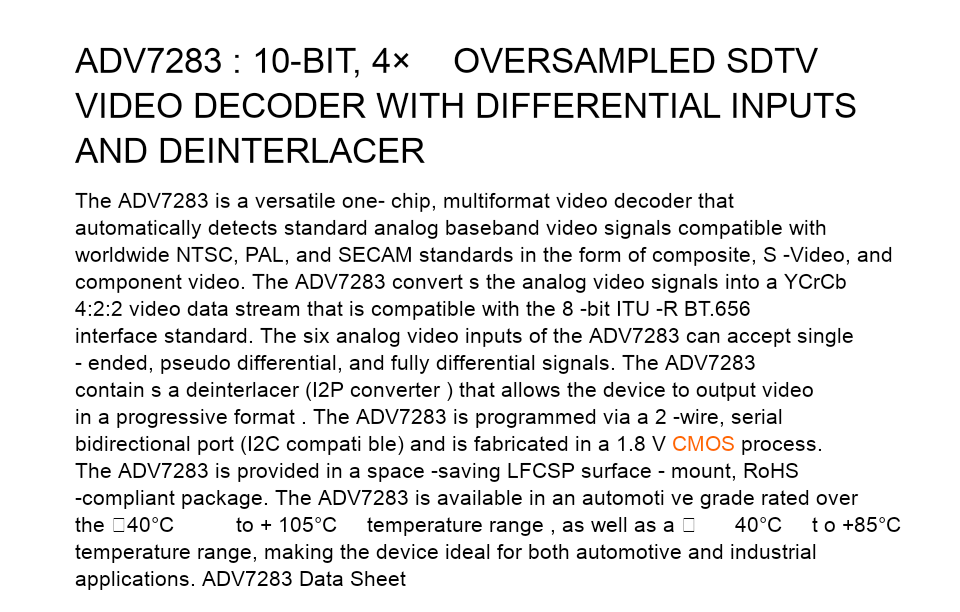 ADV7283 : 10-BIT, 4× OVERSAMPLED SDTV
VIDEO DECODER WITH DIFFERENTIAL INPUTS
AND DEINTERLACER
The ADV7283 is a versatile one- chip, multiformat video decoder that
automatically detects standard analog baseband video signals compatible with
worldwide NTSC, PAL, and SECAM standards in the form of composite, S -Video, and
component video. The ADV7283 convert s the analog video signals into a YCrCb
4:2:2 video data stream that is compatible with the 8 -bit ITU -R BT.656
interface standard. The six analog video inputs of the ADV7283 can accept single
- ended, pseudo differential, and fully differential signals. The ADV7283
contain s a deinterlacer (I2P converter ) that allows the device to output video
in a progressive format . The ADV7283 is programmed via a 2 -wire, serial
bidirectional port (I2C compati ble) and is fabricated in a 1.8 V CMOS process.
The ADV7283 is provided in a space -saving LFCSP surface - mount, RoHS
-compliant package. The ADV7283 is available in an automoti ve grade rated over
the □40°C to + 105°C temperature range , as well as a □ 40°C t o +85°C
temperature range, making the device ideal for both automotive and industrial
applications. ADV7283 Data Sheet